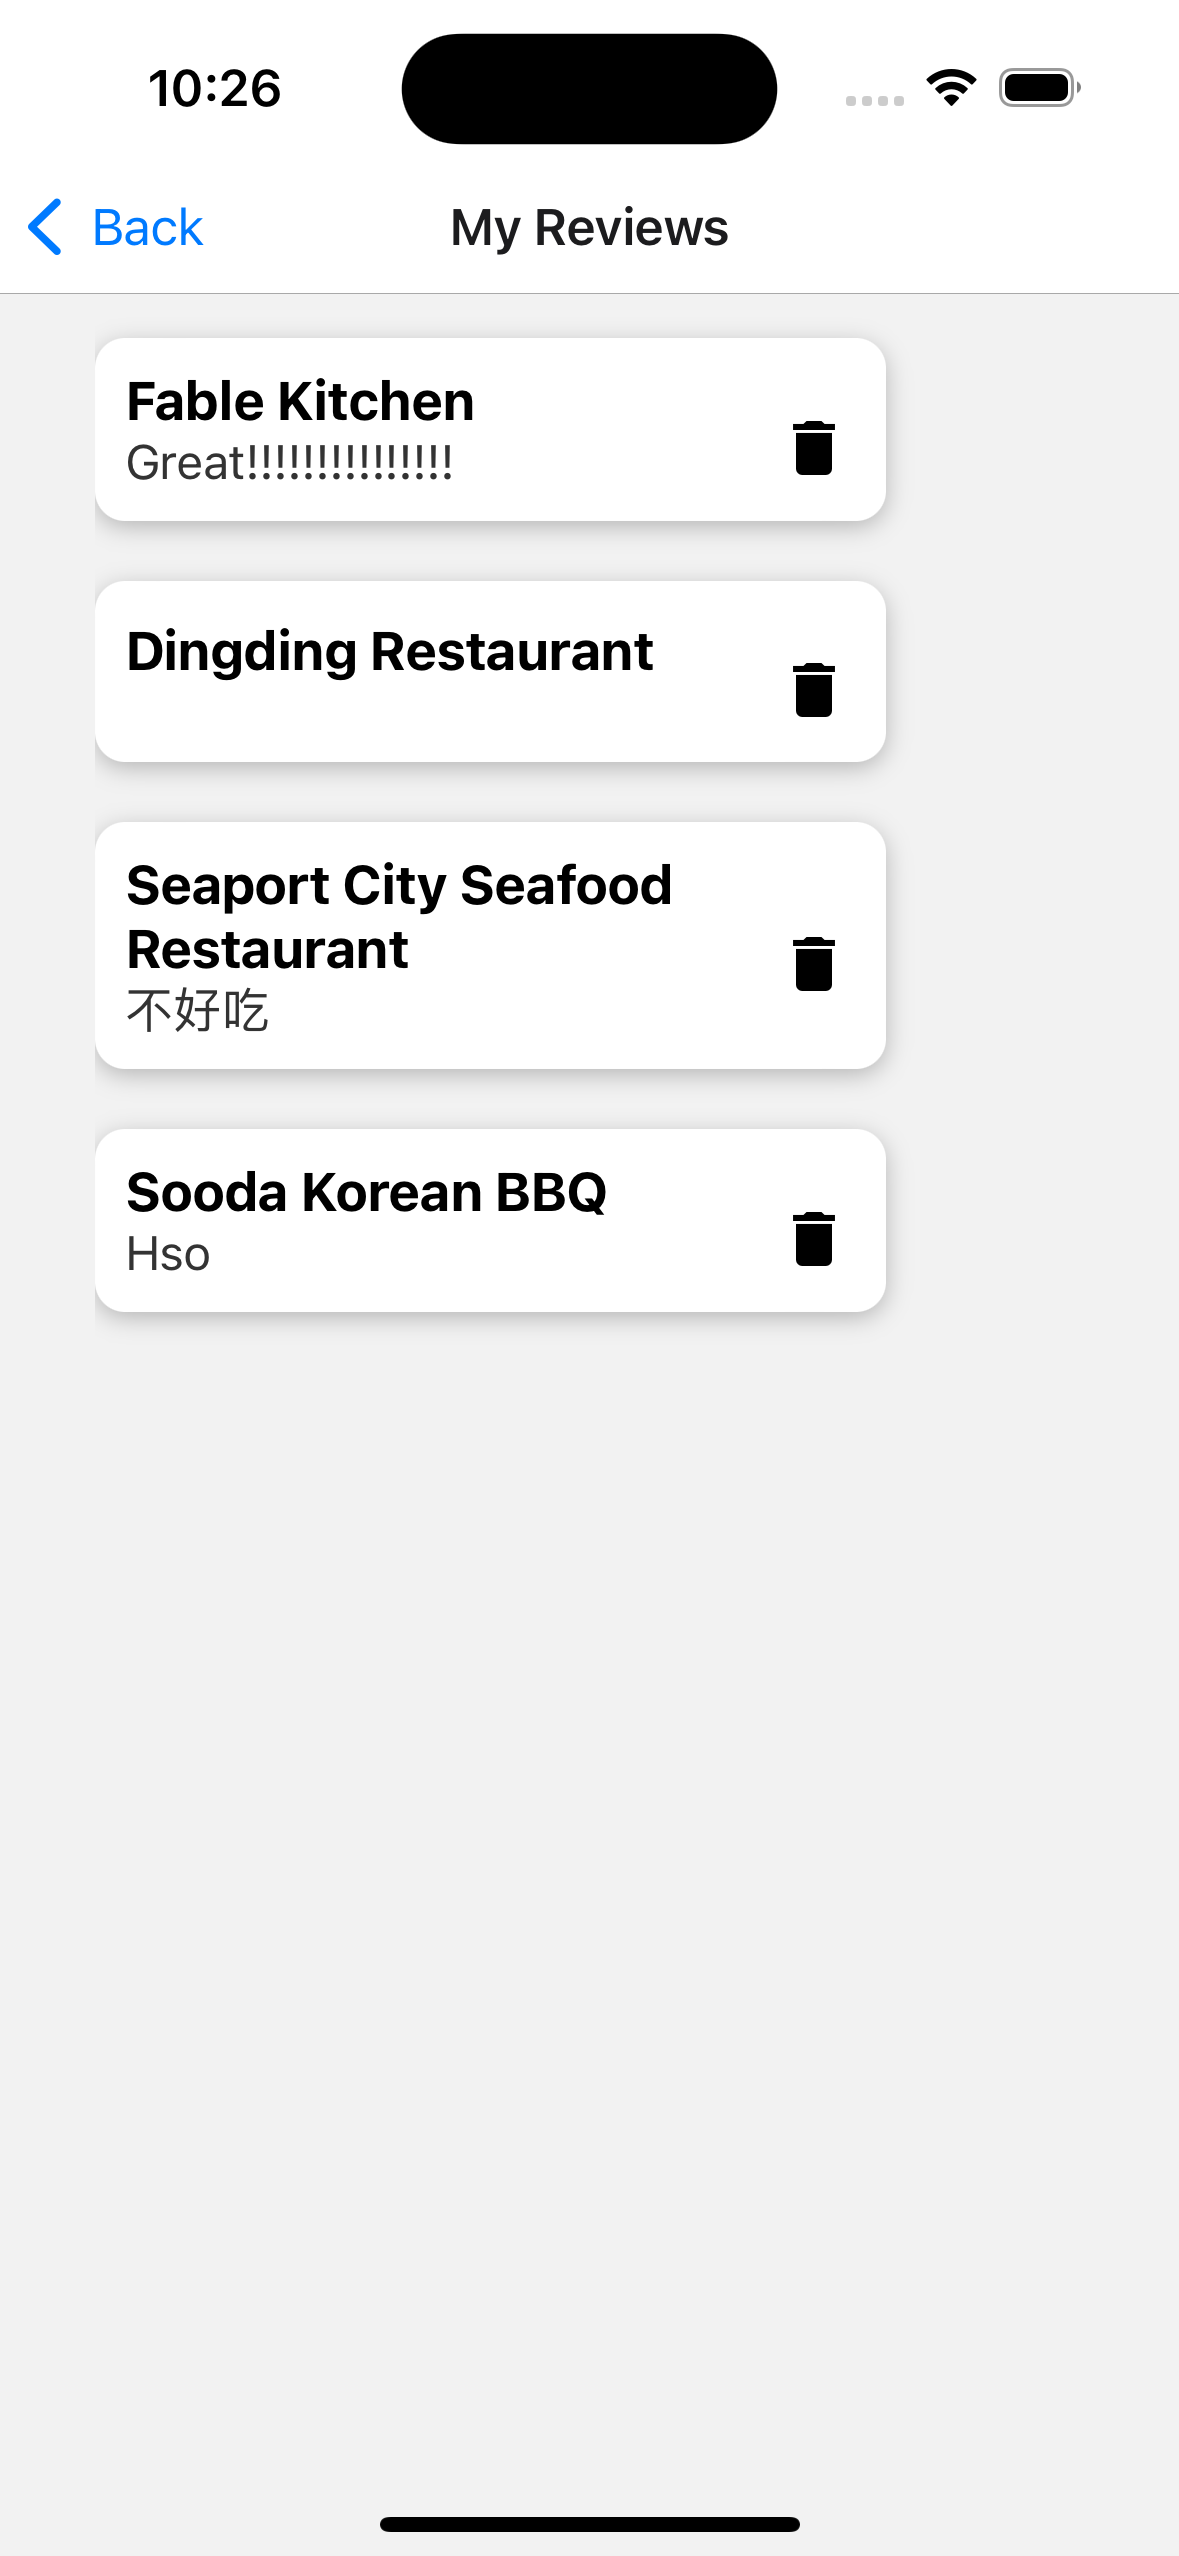 10:26
Back
My Reviews
Fable Kitchen
Great!!!!!!!!!!!!!!!
Dingding Restaurant
Seaport City Seafood
Restaurant
不好吃
Sooda Korean BBQ
Hso